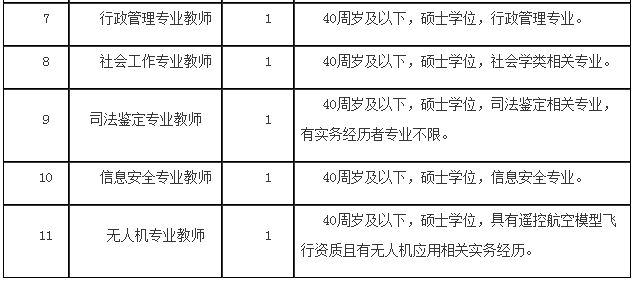 7 行政管理专业教师 1 40周岁及以下，硕士学位，行政管理专业。
8 社会工作专业教师 1 40周岁及以下，硕士学位，社会学类相关专业。
9 司法鉴定专业教师 1 40周岁及以下，硕士学位，司法鉴定相关专业，
有实务经历者专业不限。
10 信息安全专业教师 1 40周岁及以下，硕士学位，信息安全专业。
11 无人机专业教师 1 40周岁及以下，硕士学位，具有遥控航空模型飞
行资质且有无人机应用相关实务经历。